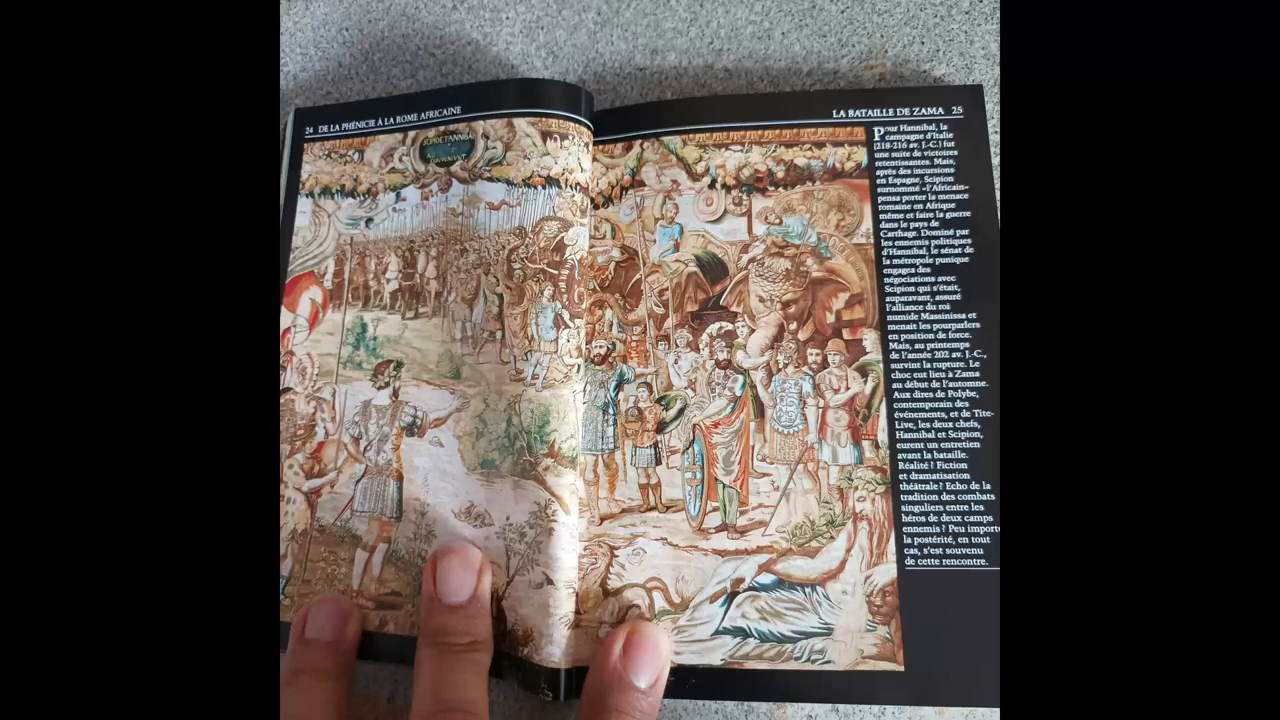 24 DE LA PHÉNICIE À LA ROME AFRICAINE
LA BATAILLE DE ZAMA 25
Pour Hannibal, la
campagne d'Italie
(218-216 av. J.-C.) fut
une suite de victoires
retentissantes. Mais,
après des incursions
en Espagne, Scipion
surnommé «l'Africain»
pensa porter la menace
romaine en Afrique
même et faire la guerre
dans le pays de
Carthage. Dominé par
les ennemis politiques
d'Hannibal, le sénat de
la métropole punique
engagea des
négociations avec
Scipion qui s'était,
auparavant, assuré
l'alliance du roi
numide Massinissa et
menait les pourparlers
en position de force.
Mais, au printemps
de l'année 202 av. J.-C.,
survint la rupture. Le
choc eut lieu à Zama
au début de l'automne.
Aux dires de Polybe,
contemporain des
événements, et de Tite-
Live, les deux chefs,
Hannibal et Scipion,
eurent un entretien
avant la bataille.
Réalité ? Fiction
et dramatisation
théâtrale ? Echo de la
tradition des combats
singuliers entre les
héros de deux camps
ennemis ? Peu import
la postérité, en tout
cas, s'est souvenu
de cette rencontre.